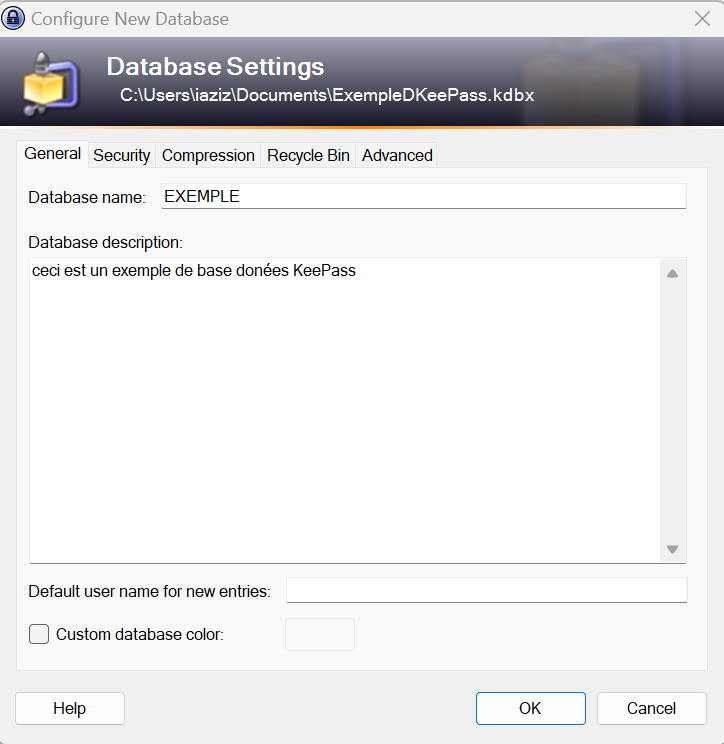 Configure New Database
Database Settings
C:\Users\iaziz\Documents\ExempleDKeePass.kdbx
General Security Compression Recycle Bin Advanced
Database name: EXEMPLE
Database description:
ceci est un exemple de base donées KeePass
Default user name for new entries:
Custom database color:
Help OK Cancel